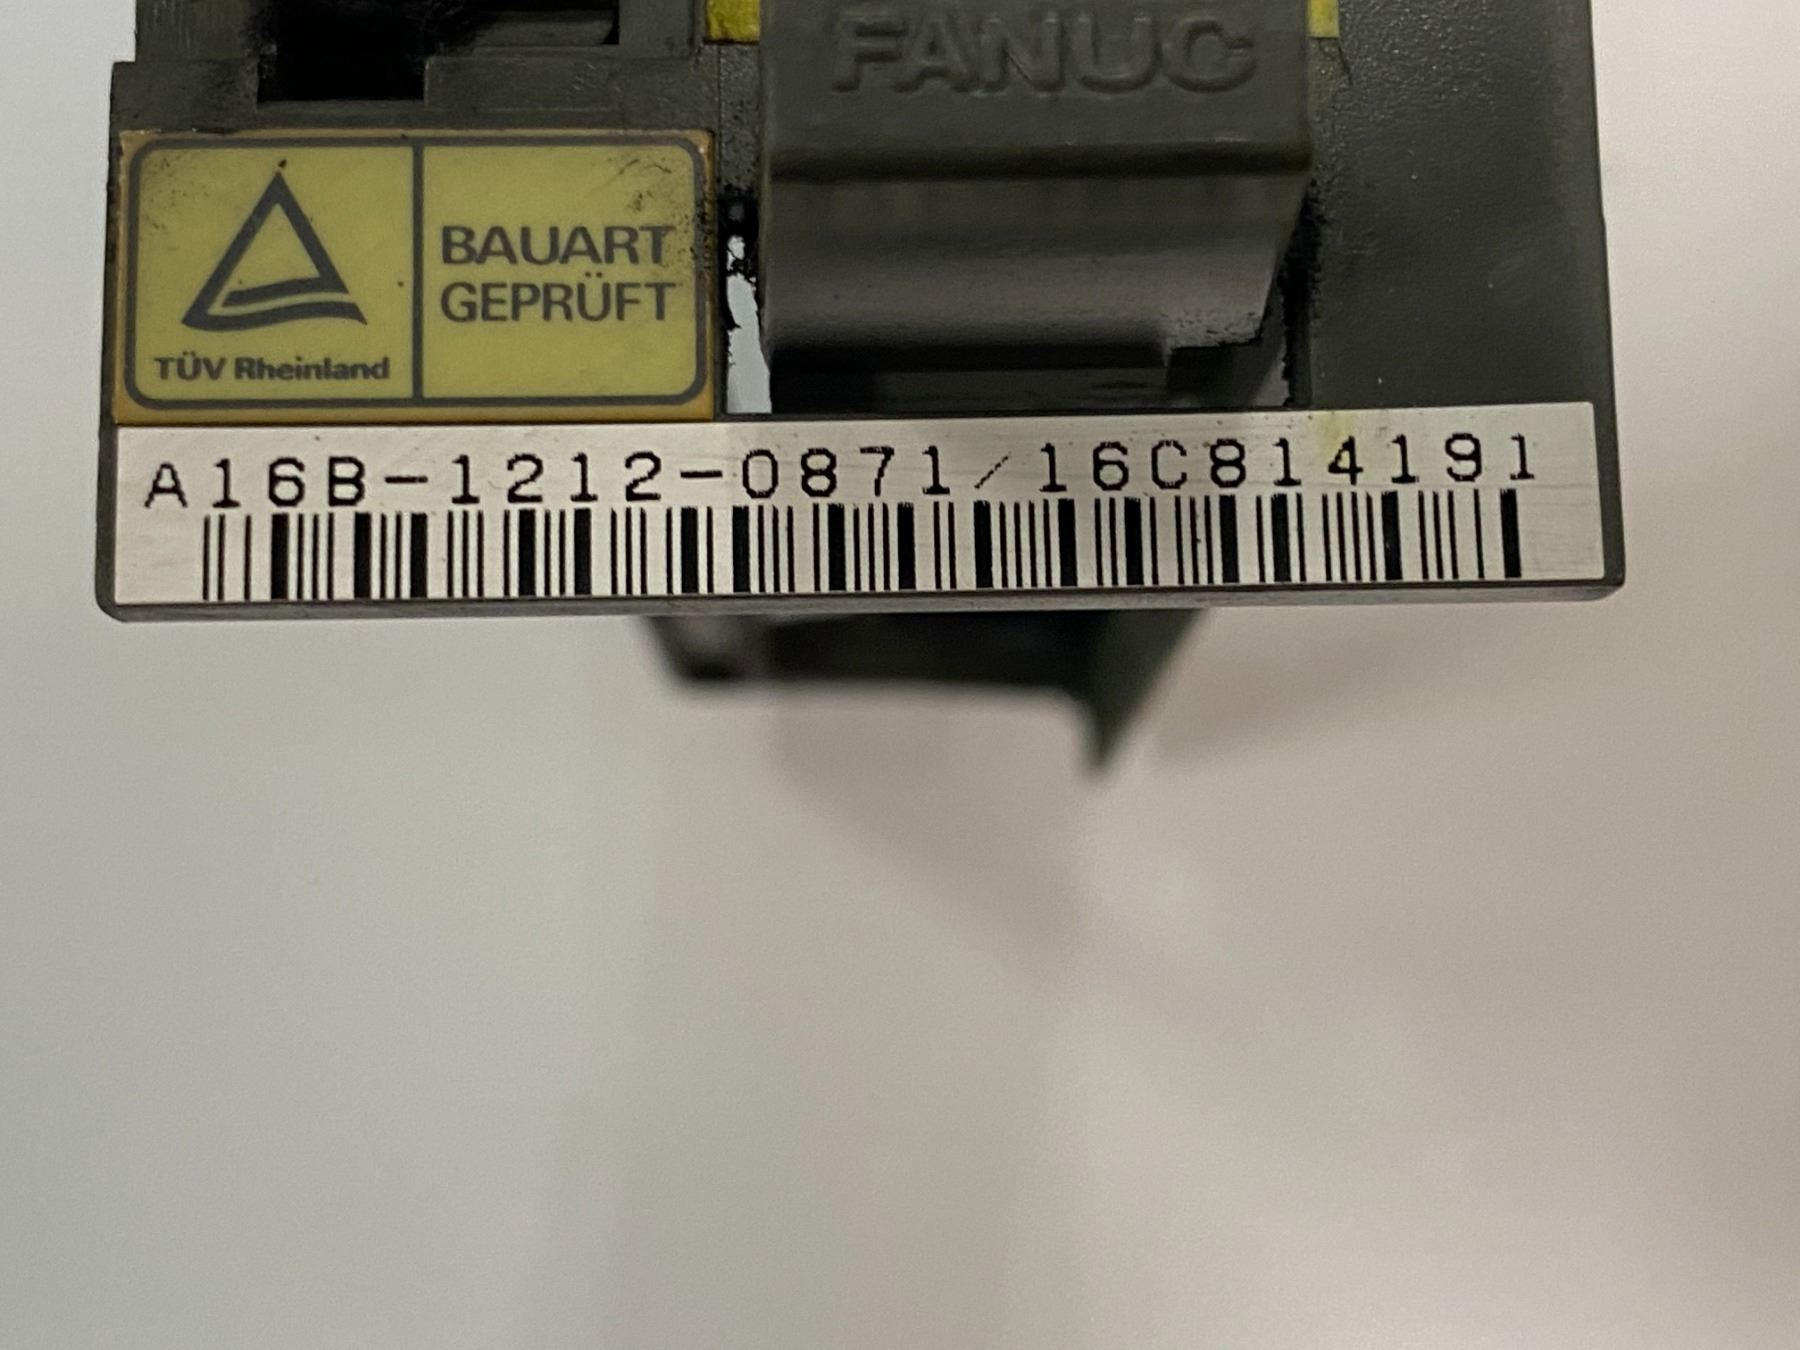 FANUC
BAUART
GEPRÜFT
TÜV Rheinland
A16B-1212-0871/16C814191